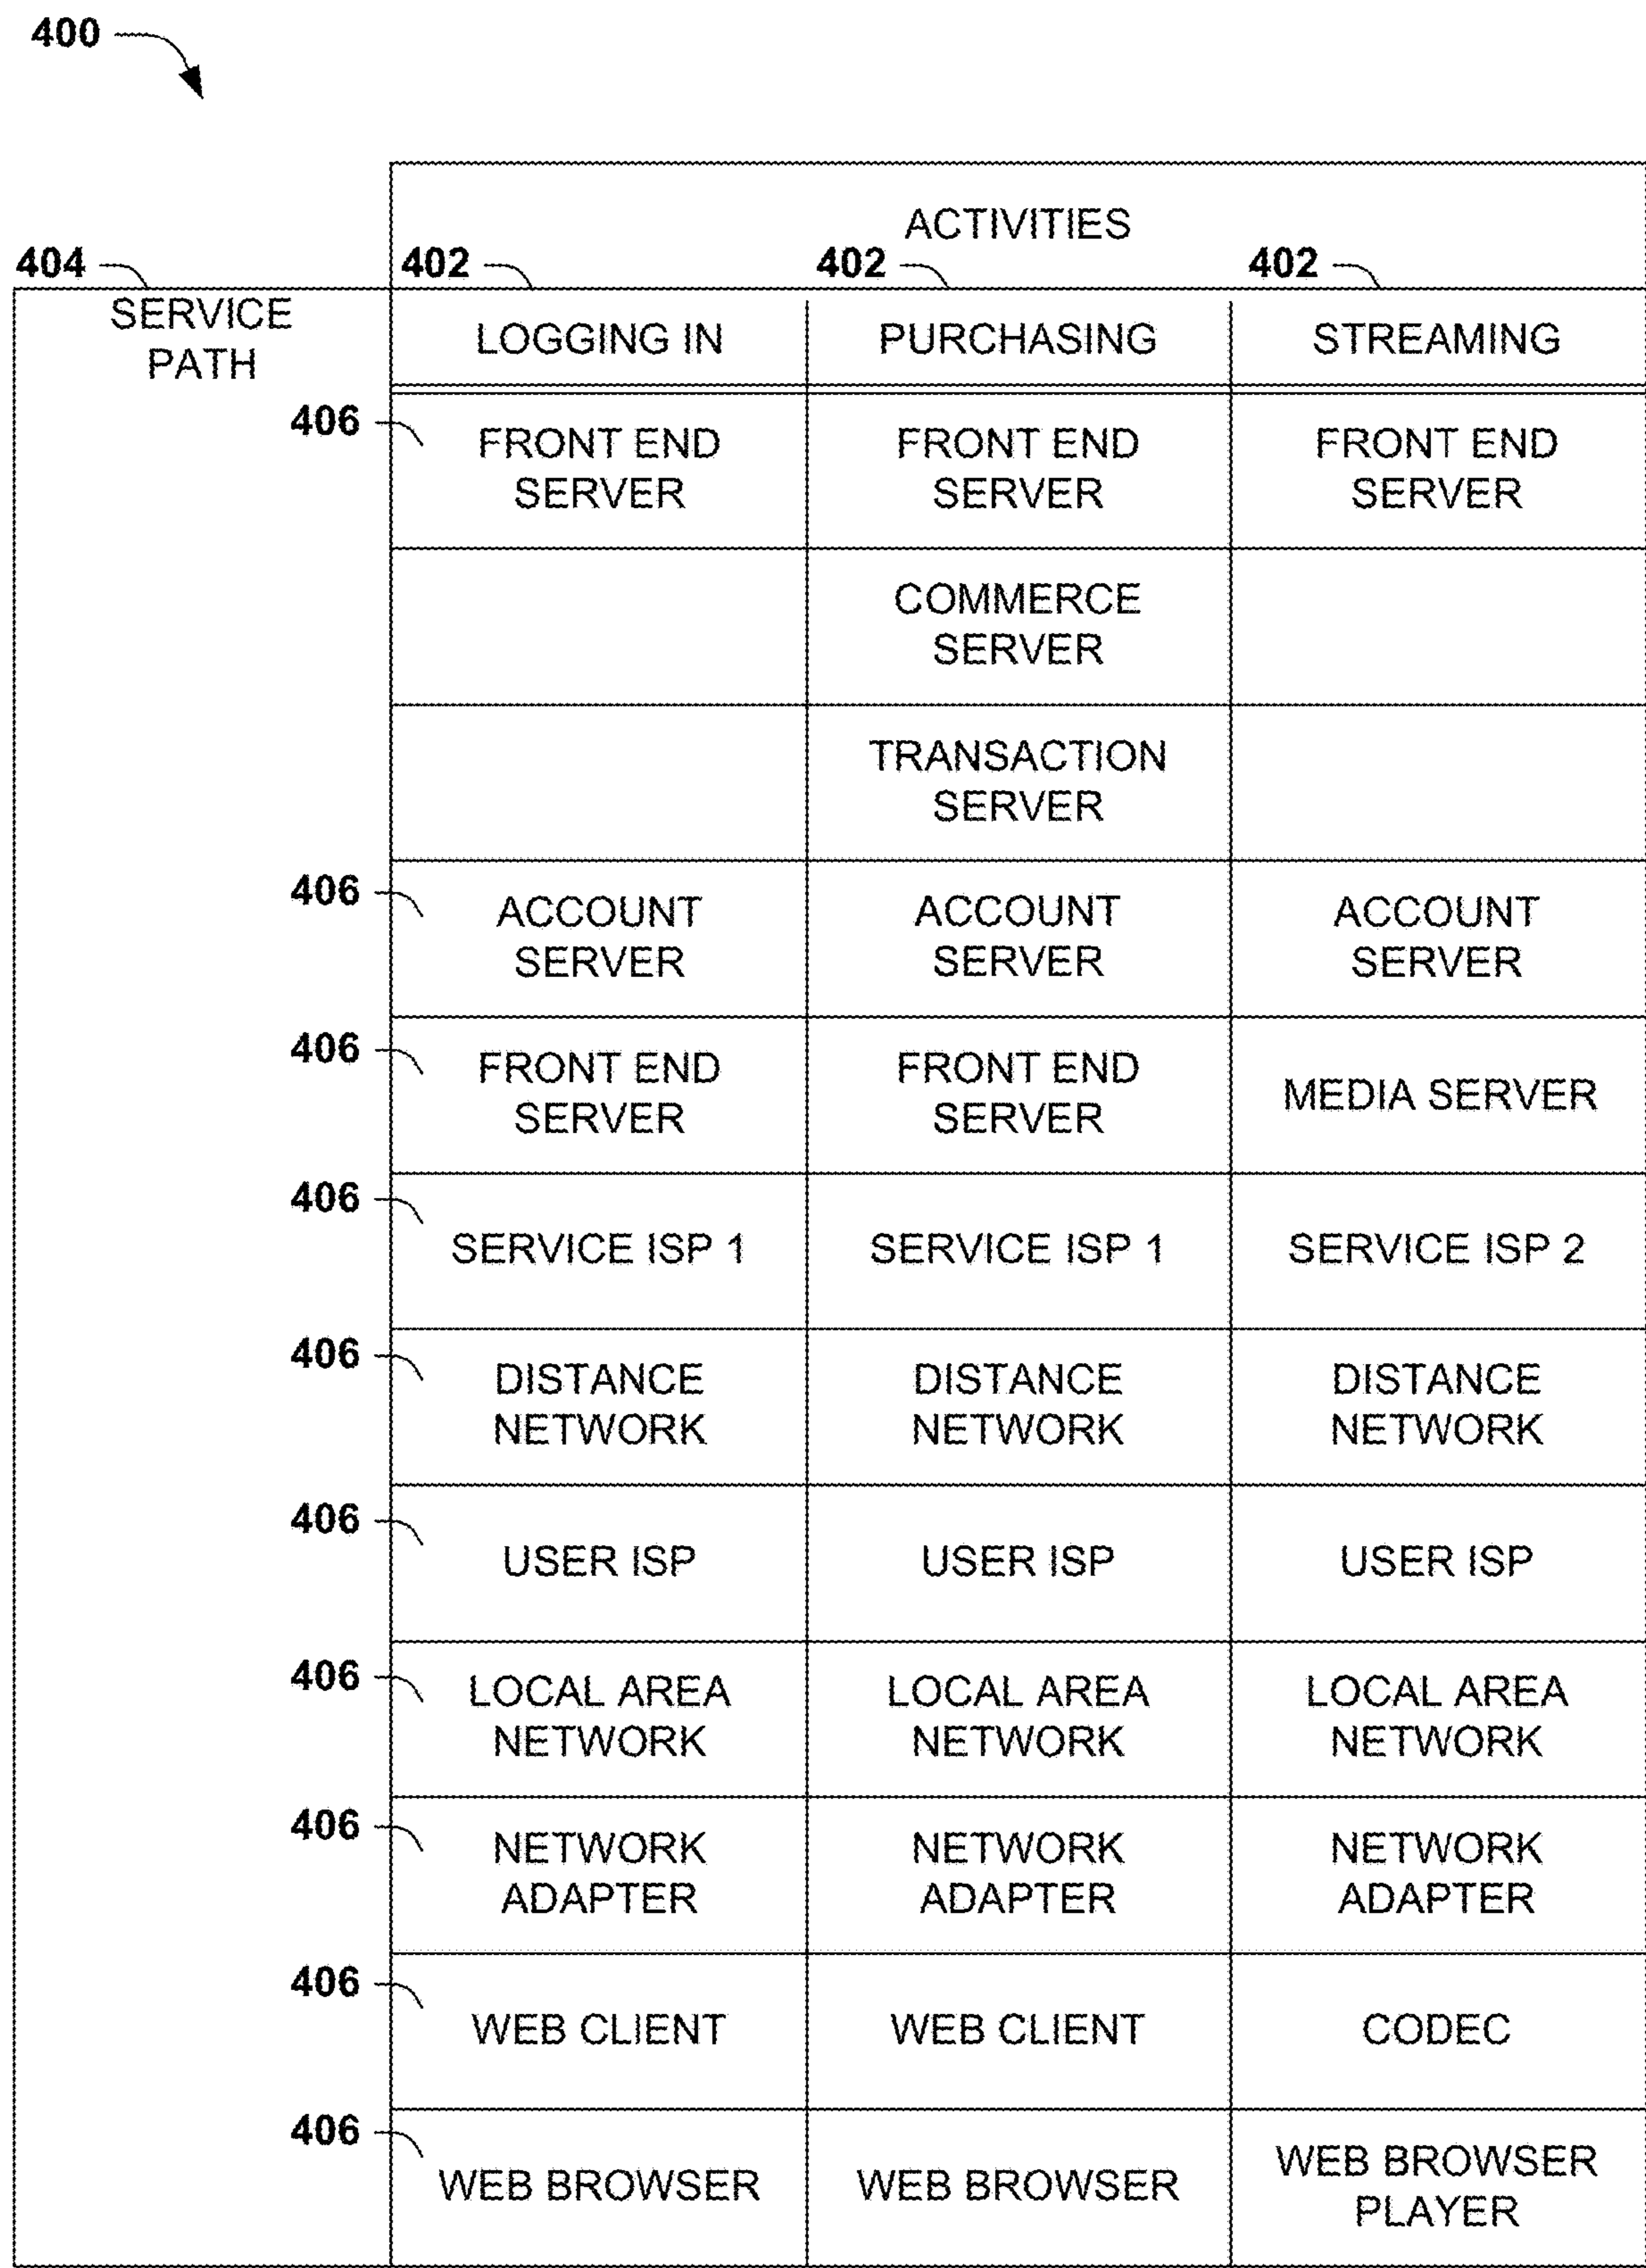 400
ACTIVITIES
404
402
402
402
SERVICE
PATH
LOGGING IN
PURCHASING
STREAMING
406
FRONT END
SERVER
FRONT END
SERVER
FRONT END
SERVER
COMMERCE
SERVER
TRANSACTION
SERVER
406
ACCOUNT
SERVER
ACCOUNT
SERVER
ACCOUNT
SERVER
406
FRONT END
SERVER
FRONT END
SERVER
MEDIA SERVER
406
SERVICE ISP 1
SERVICE ISP 1
SERVICE ISP 2
406
DISTANCE
NETWORK
DISTANCE
NETWORK
DISTANCE
NETWORK
406
USER ISP
USER ISP
USER ISP
406
LOCAL AREA
NETWORK
LOCAL AREA
NETWORK
LOCAL AREA
NETWORK
406
NETWORK
ADAPTER
NETWORK
ADAPTER
NETWORK
ADAPTER
406
WEB CLIENT
WEB CLIENT
CODEC
406
WEB BROWSER
WEB BROWSER
WEB BROWSER
PLAYER